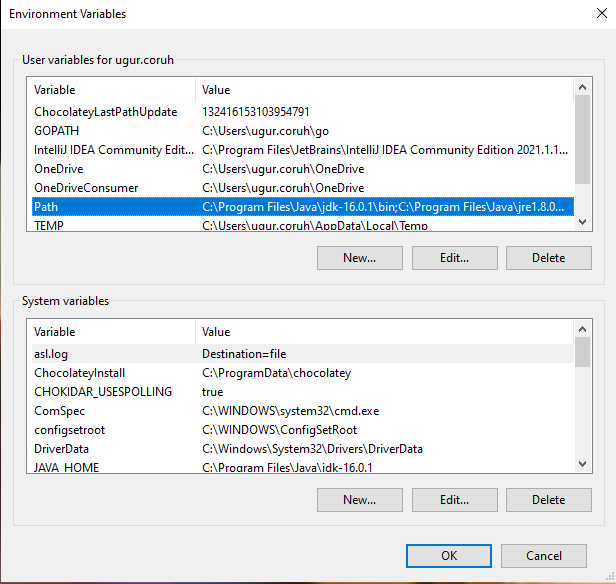 Environment Variables
User variables for ugur.coruh
Variable Value
ChocolateyLastPathUpdate 132416153103954791
GOPATH C:\Users\ugur.coruh\go
IntelliJ IDEA Community Edit... C:\Program Files\JetBrains\IntelliJ IDEA Community Edition 2021.1.1...
OneDrive C:\Users\ugur.coruh\OneDrive
OneDriveConsumer C:\Users\ugur.coruh\OneDrive
Path C:\Program Files\Java\jdk-16.0.1\bin;C:\Program Files\Java\jre1.8.0...
TEMP C:\Users\ugur.coruh\AppData\Local\Temp
New... Edit... Delete
System variables
Variable Value
asl.log Destination=file
ChocolateyInstall C:\ProgramData\chocolatey
CHOKIDAR_USESPOLLING true
ComSpec C:\WINDOWS\system32\cmd.exe
configsetroot C:\WINDOWS\ConfigSetRoot
DriverData C:\Windows\System32\Drivers\DriverData
JAVA_HOME C:\Program Files\Java\jdk-16.0.1
New... Edit... Delete
OK Cancel